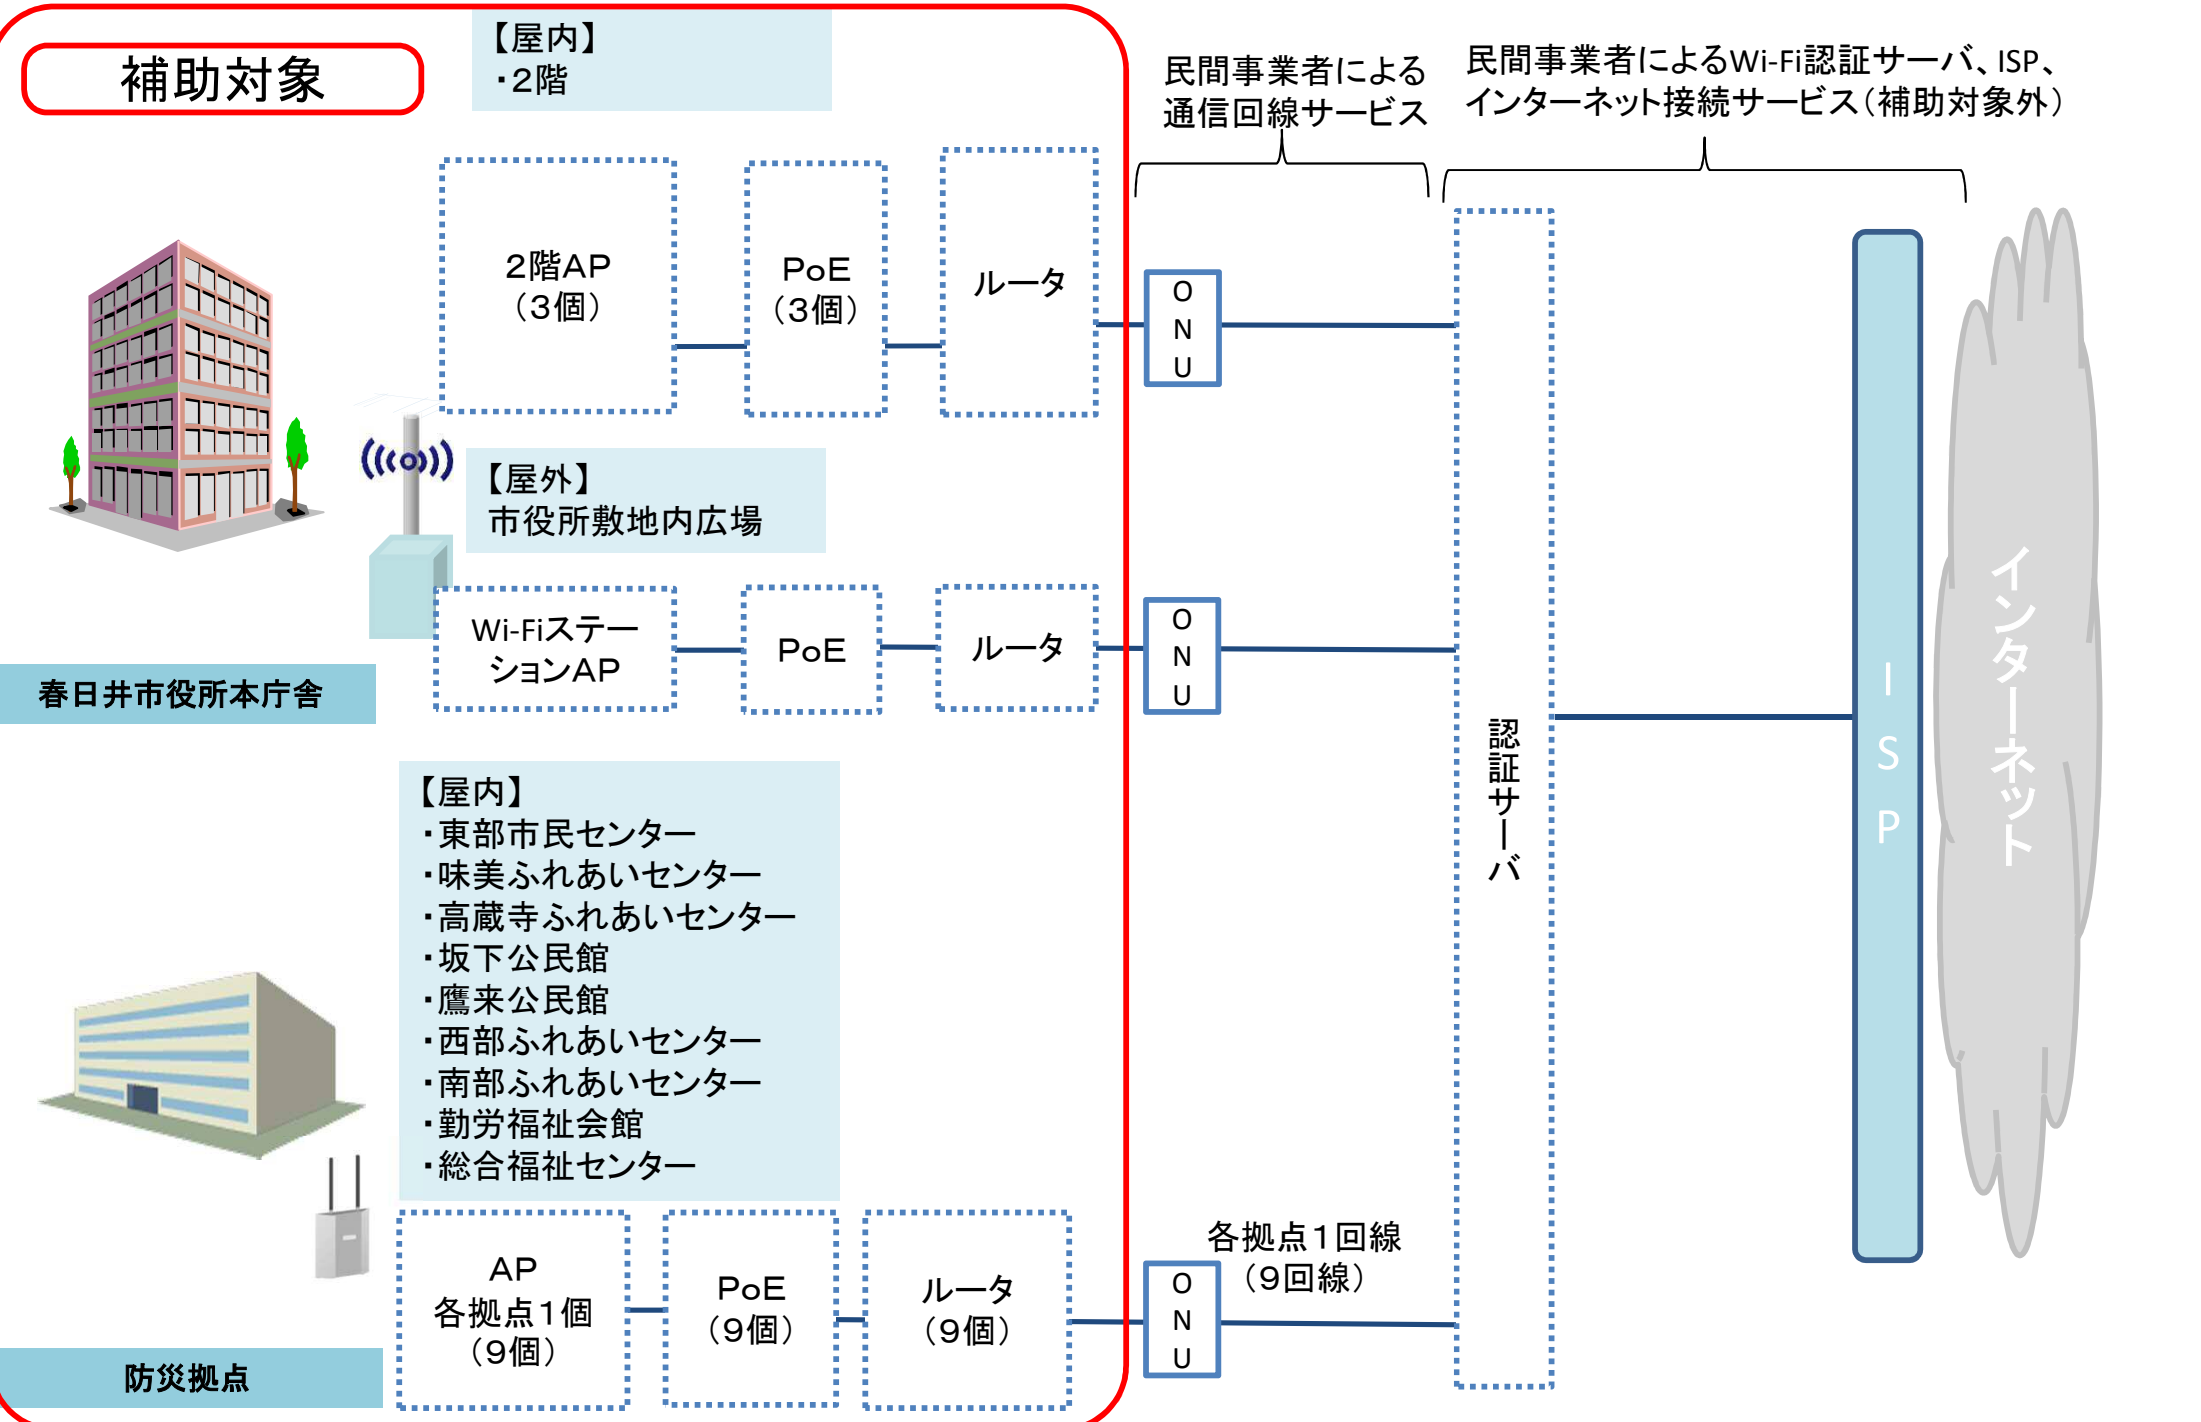 補助対象
【屋内】
・2階
民間事業者による
通信回線サービス
民間事業者によるWi-Fi認証サーバ、ISP、
インターネット接続サービス（補助対象外）
2階AP
（3個）
PoE
（3個）
ルータ
ONU
【屋外】
市役所敷地内広場
Wi-Fiステー
ションAP
PoE
ルータ
ONU
春日井市役所本庁舎
認証サーバ
ISP
インターネット
【屋内】
・東部市民センター
・味美ふれあいセンター
・高蔵寺ふれあいセンター
・坂下公民館
・鷹来公民館
・西部ふれあいセンター
・南部ふれあいセンター
・勤労福祉会館
・総合福祉センター
AP
各拠点1個
（9個）
PoE
（9個）
ルータ
（9個）
ONU
各拠点1回線
（9回線）
防災拠点